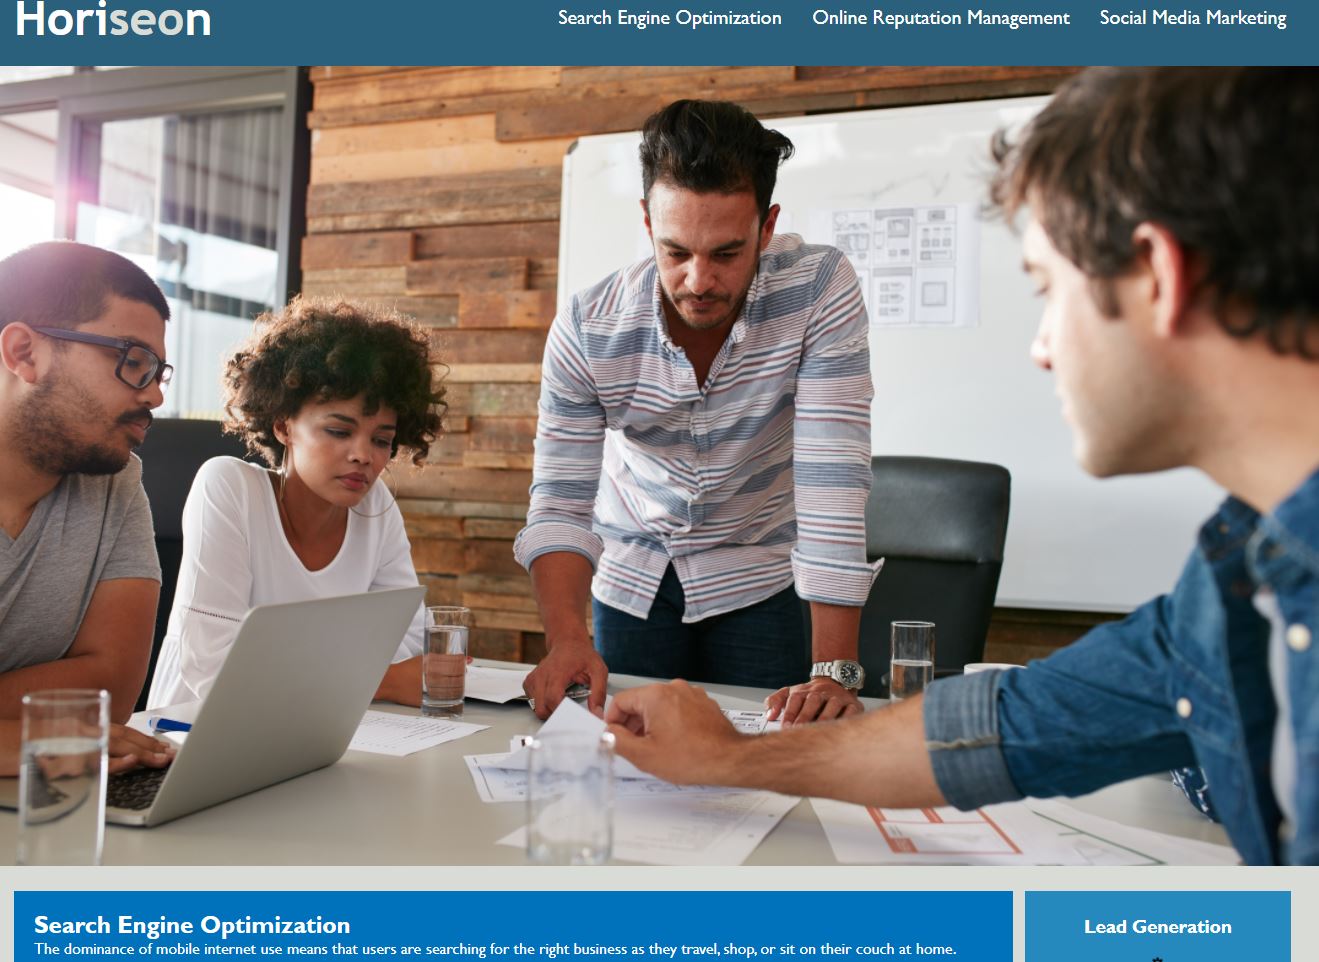 Horiseon
Search Engine Optimization
Online Reputation Management
Social Media Marketing
Search Engine Optimization
The dominance of mobile internet use means that users are searching for the right business as they travel, shop, or sit on their couch at home.
Lead Generation